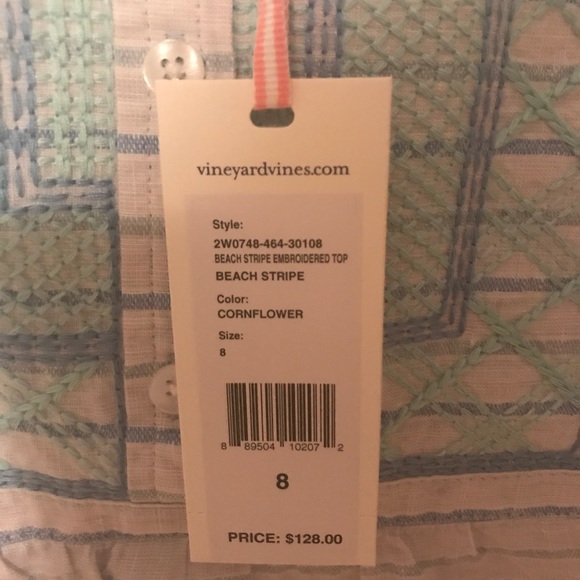 vineyardvines.com
Style:
2W0748-464-30108
BEACH STRIPE EMBROIDERED TOP
BEACH STRIPE
Color:
CORNFLOWER
Size:
8
8 89504 10207 2
8
PRICE: $128.00